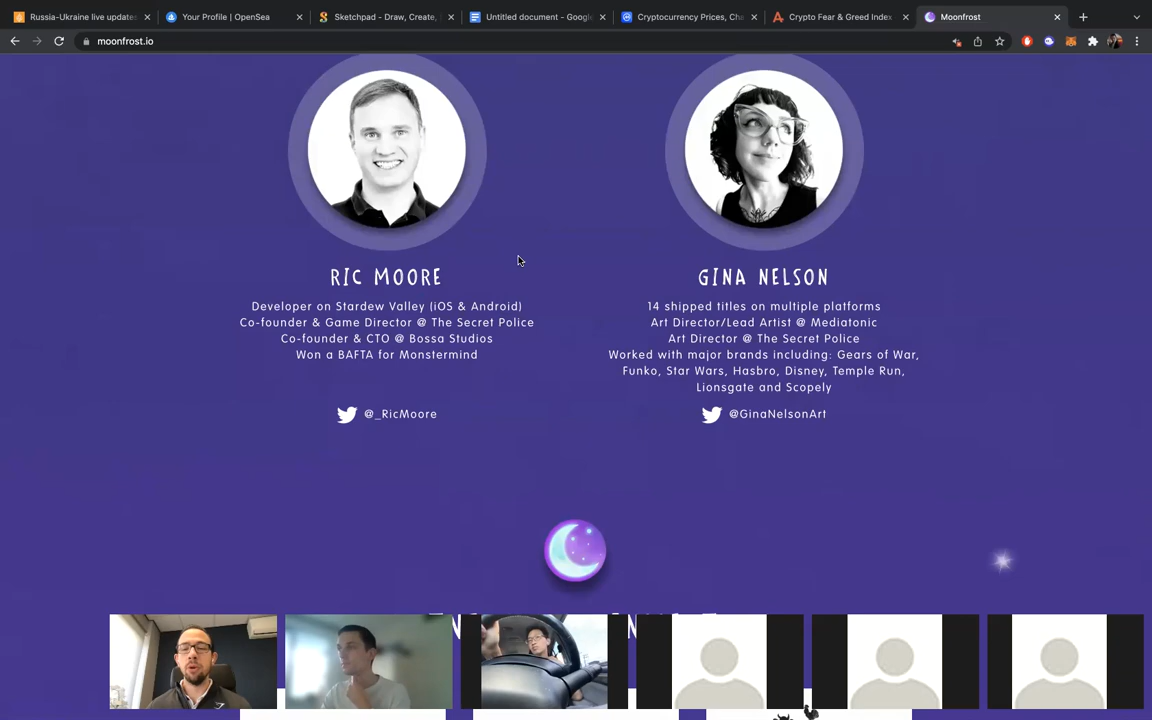 Russia-Ukraine live updates
Your Profile | OpenSea
Sketchpad - Draw, Create,
Untitled document - Google
Cryptocurrency Prices, Cha
Crypto Fear & Greed Index
Moonfrost
moonfrost.io
RIC MOORE
Developer on Stardew Valley (iOS & Android)
Co-founder & Game Director @ The Secret Police
Co-founder & CTO @ Bossa Studios
Won a BAFTA for Monstermind
@_RicMoore
GINA NELSON
14 shipped titles on multiple platforms
Art Director/Lead Artist @ Mediatonic
Art Director @ The Secret Police
Worked with major brands including: Gears of War,
Funko, Star Wars, Hasbro, Disney, Temple Run,
Lionsgate and Scopely
@GinaNelsonArt